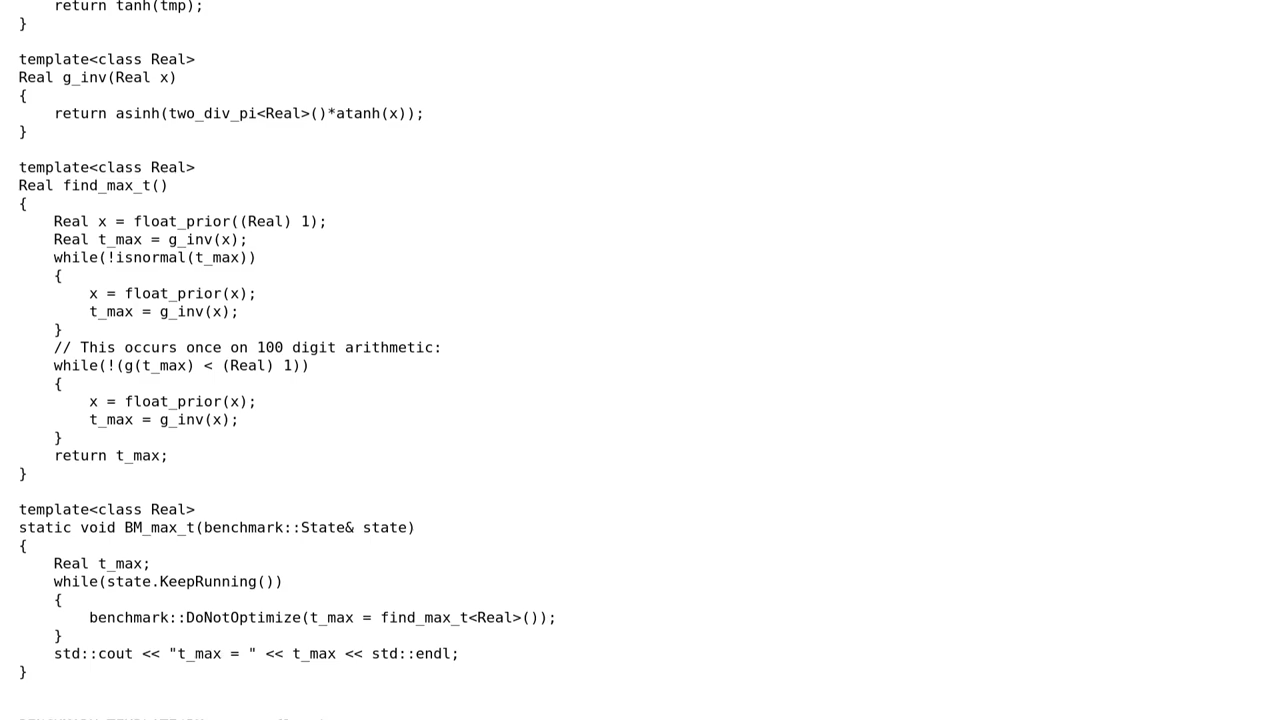 return tanh(tmp);
}

template<class Real>
Real g_inv(Real x)
{
    return asinh(two_div_pi<Real>()*atanh(x));
}

template<class Real>
Real find_max_t()
{
    Real x = float_prior((Real) 1);
    Real t_max = g_inv(x);
    while(!isnormal(t_max))
    {
        x = float_prior(x);
        t_max = g_inv(x);
    }
    // This occurs once on 100 digit arithmetic:
    while(!(g(t_max) < (Real) 1))
    {
        x = float_prior(x);
        t_max = g_inv(x);
    }
    return t_max;
}

template<class Real>
static void BM_max_t(benchmark::State& state)
{
    Real t_max;
    while(state.KeepRunning())
    {
        benchmark::DoNotOptimize(t_max = find_max_t<Real>());
    }
    std::cout << "t_max = " << t_max << std::endl;
}